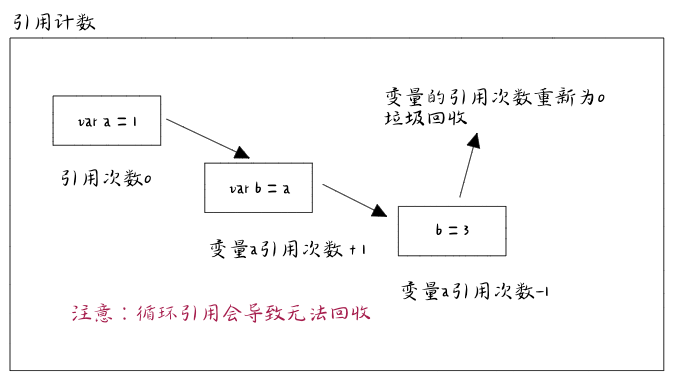 引用计数
var a = 1
引用次数0
var b = a
变量a引用次数+1
b = 3
变量a引用次数-1
变量的引用次数重新为0
垃圾回收
注意：循环引用会导致无法回收